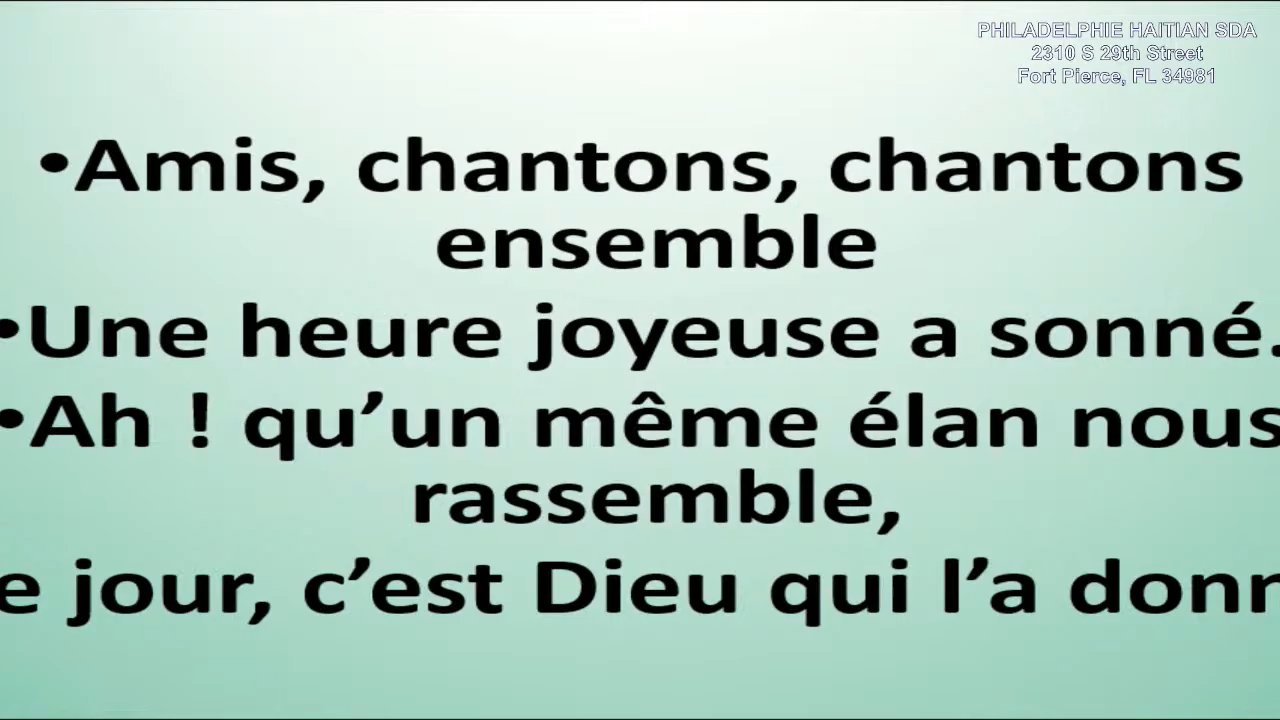 PHILADELPHIE HAITIAN SDA
2310 S 29th Street
Fort Pierce, FL 34981
•Amis, chantons, chantons
ensemble
•Une heure joyeuse a sonné.
•Ah ! qu’un même élan nous
rassemble,
jour, c’est Dieu qui l’a